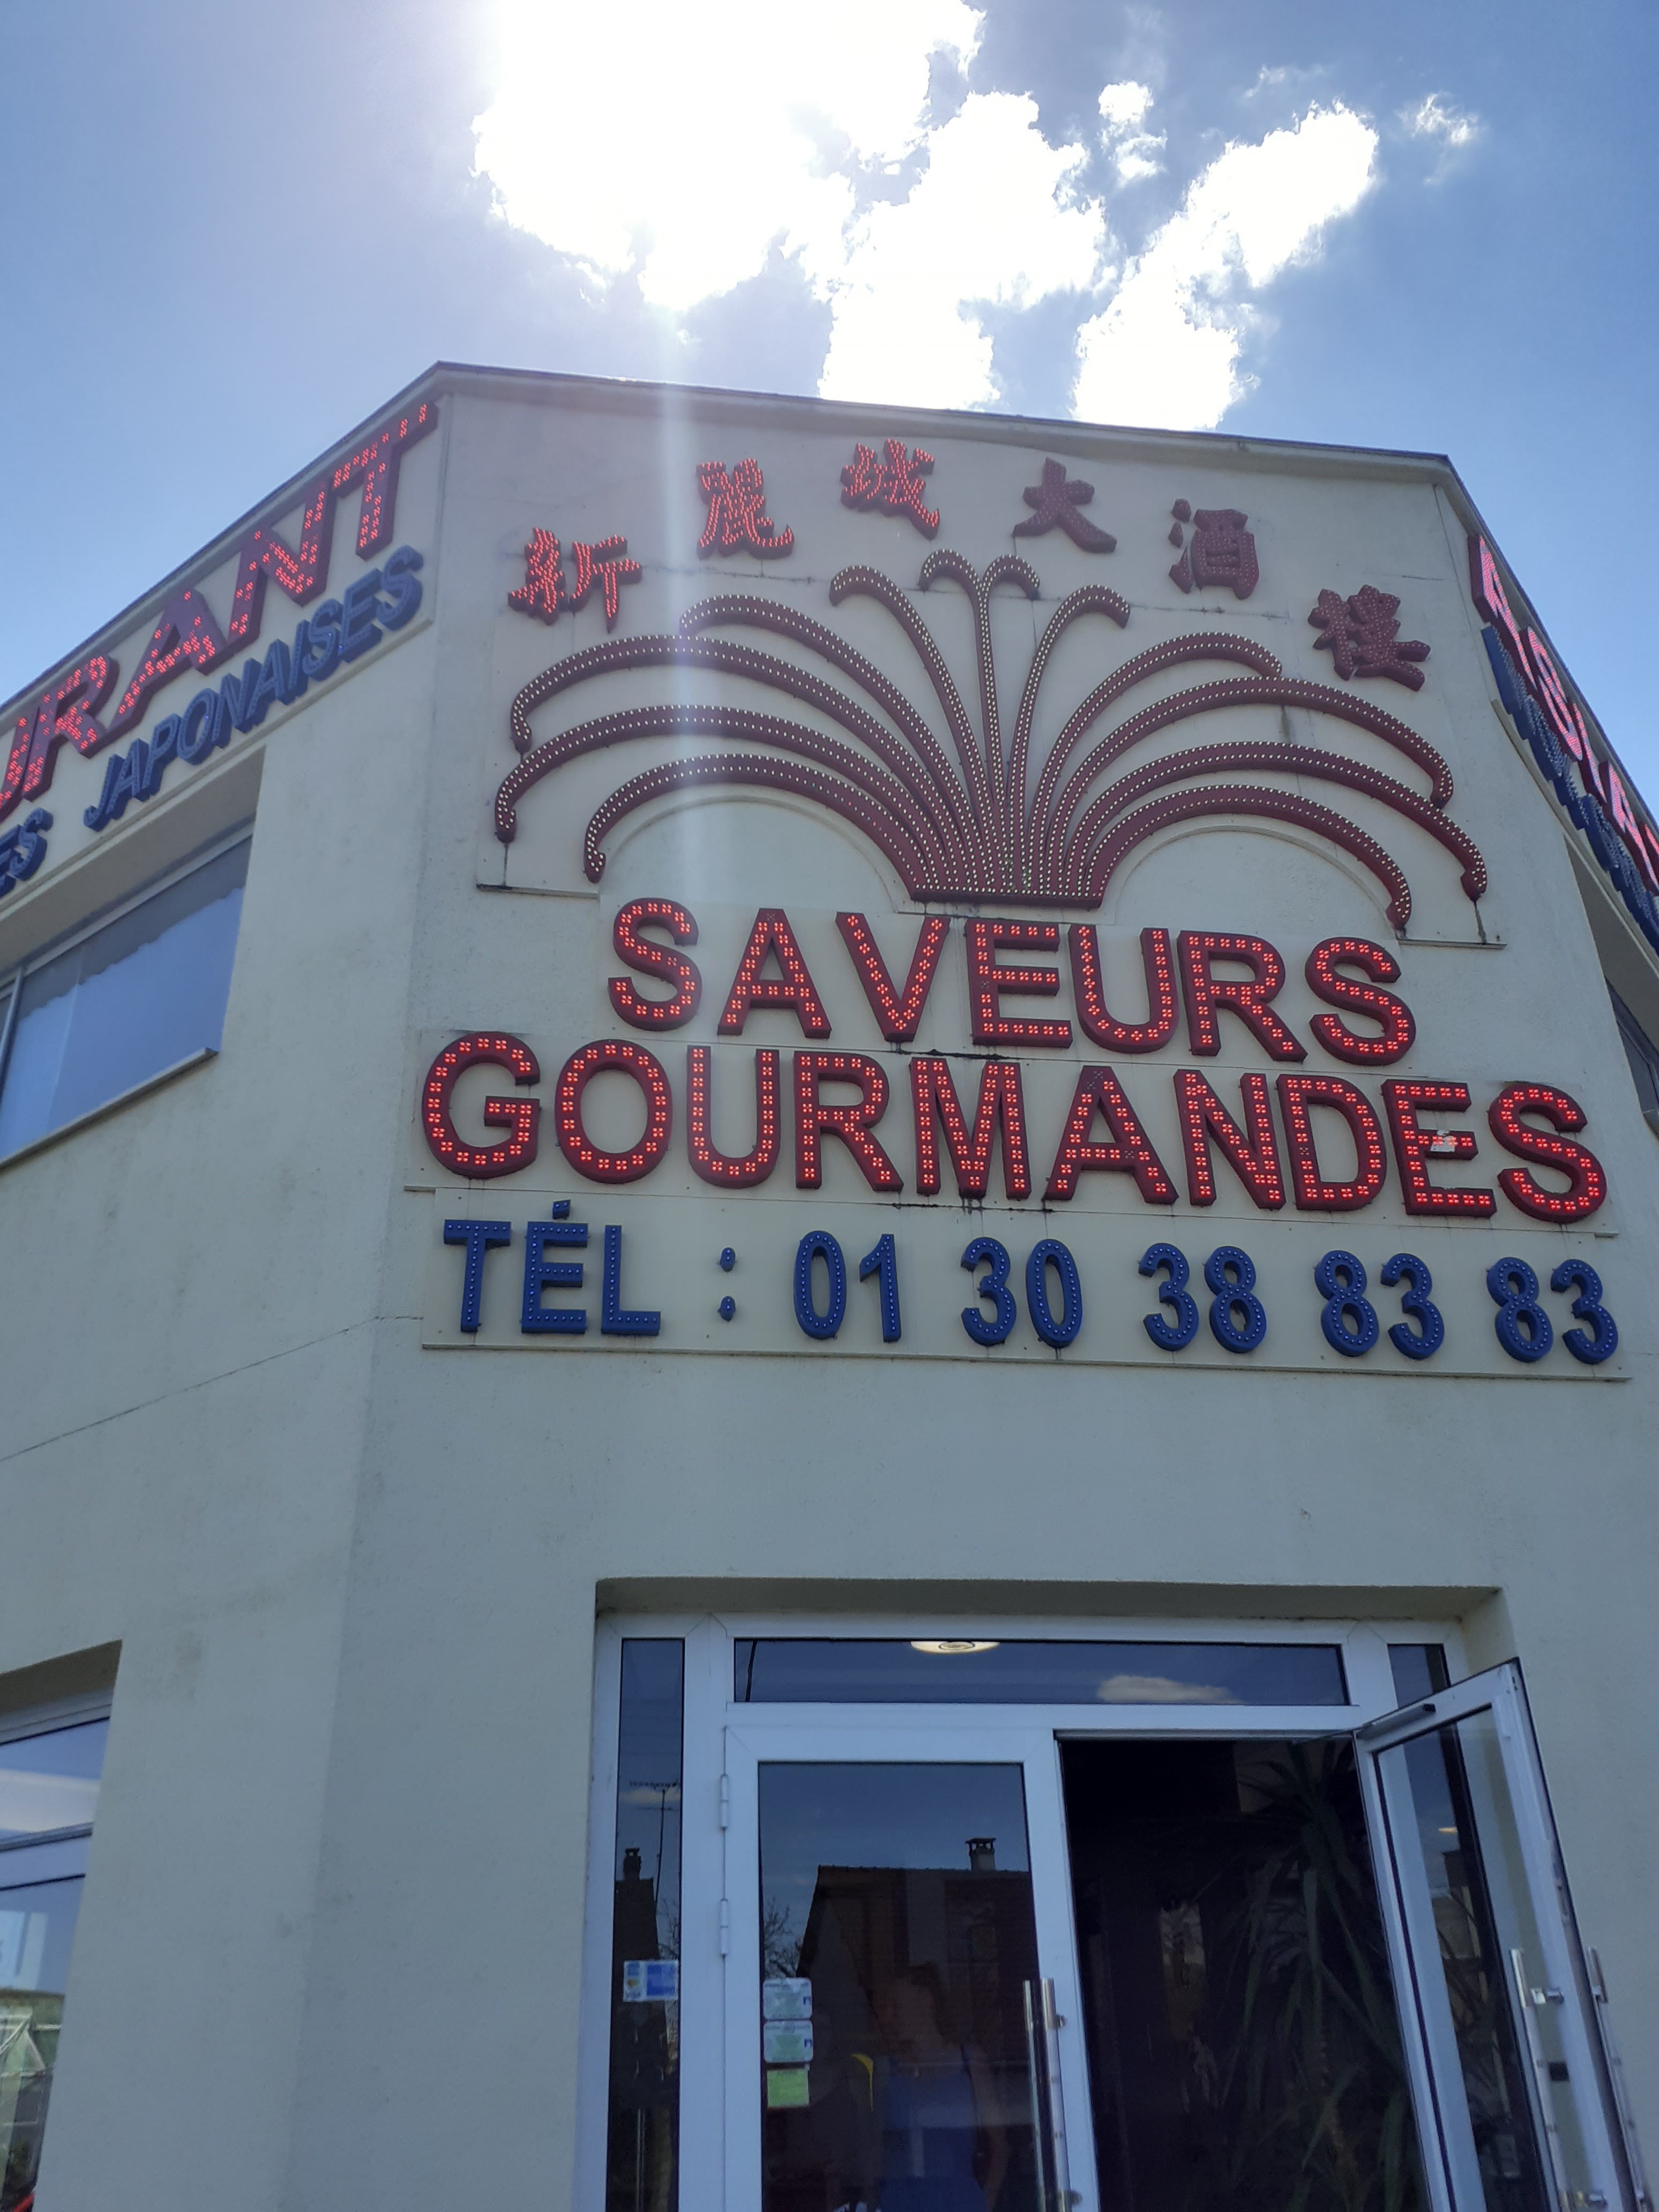 新麗城大酒樓
SAVEURS
GOURMANDES
TÉL : 01 30 38 83 83
JAPONAISES